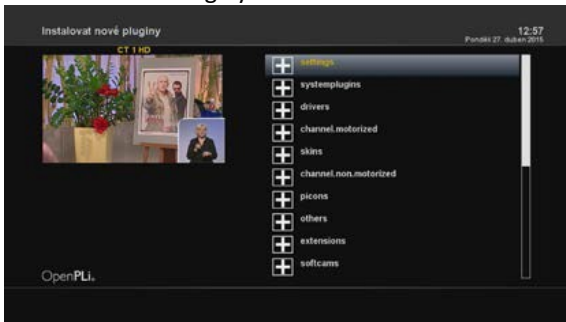 Instalovat nové pluginy
12:57
Pondělí 27. duben 2015
CT 1 HD
settings
systemplugins
drivers
channel.motorized
skins
channel.non.motorized
picons
others
extensions
softcams
OpenPLi.